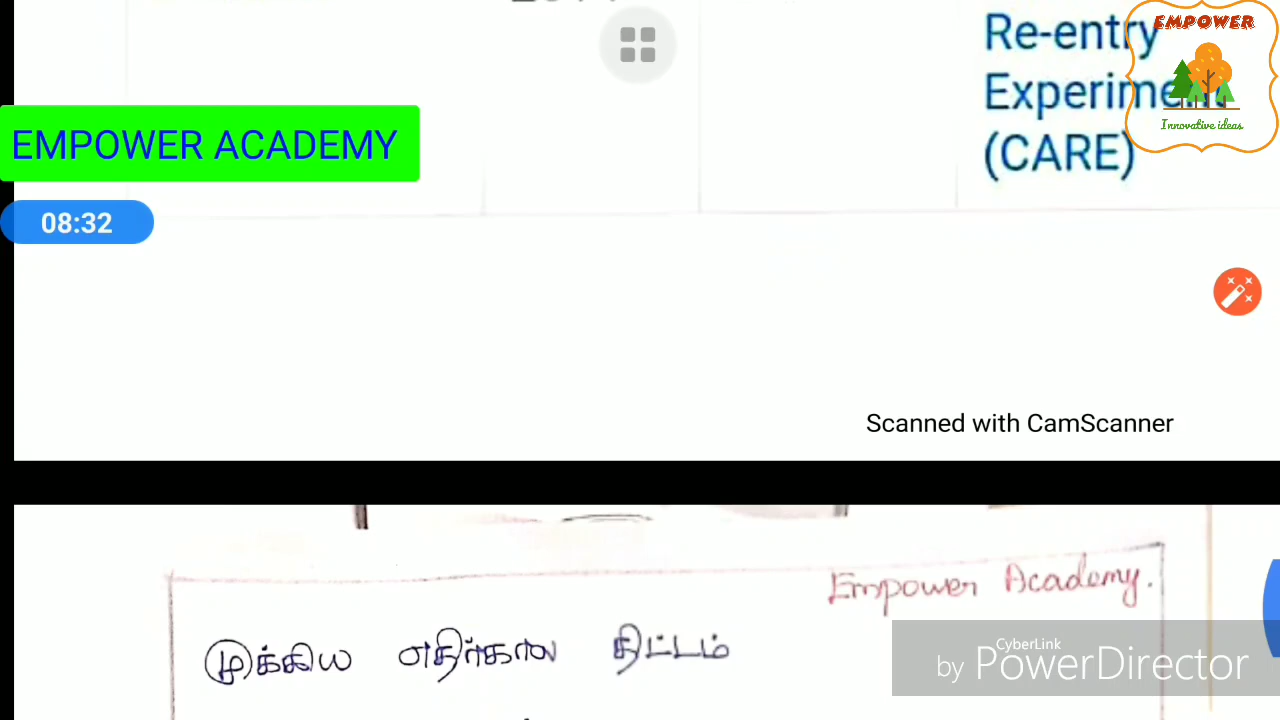 Re-entry
Experiment
(CARE)
EMPOWER
Innovative ideas
EMPOWER ACADEMY
08:32
Scanned with CamScanner
Empower Academy.
முக்கிய எதிர்கால திட்டம்
CyberLink
by PowerDirector